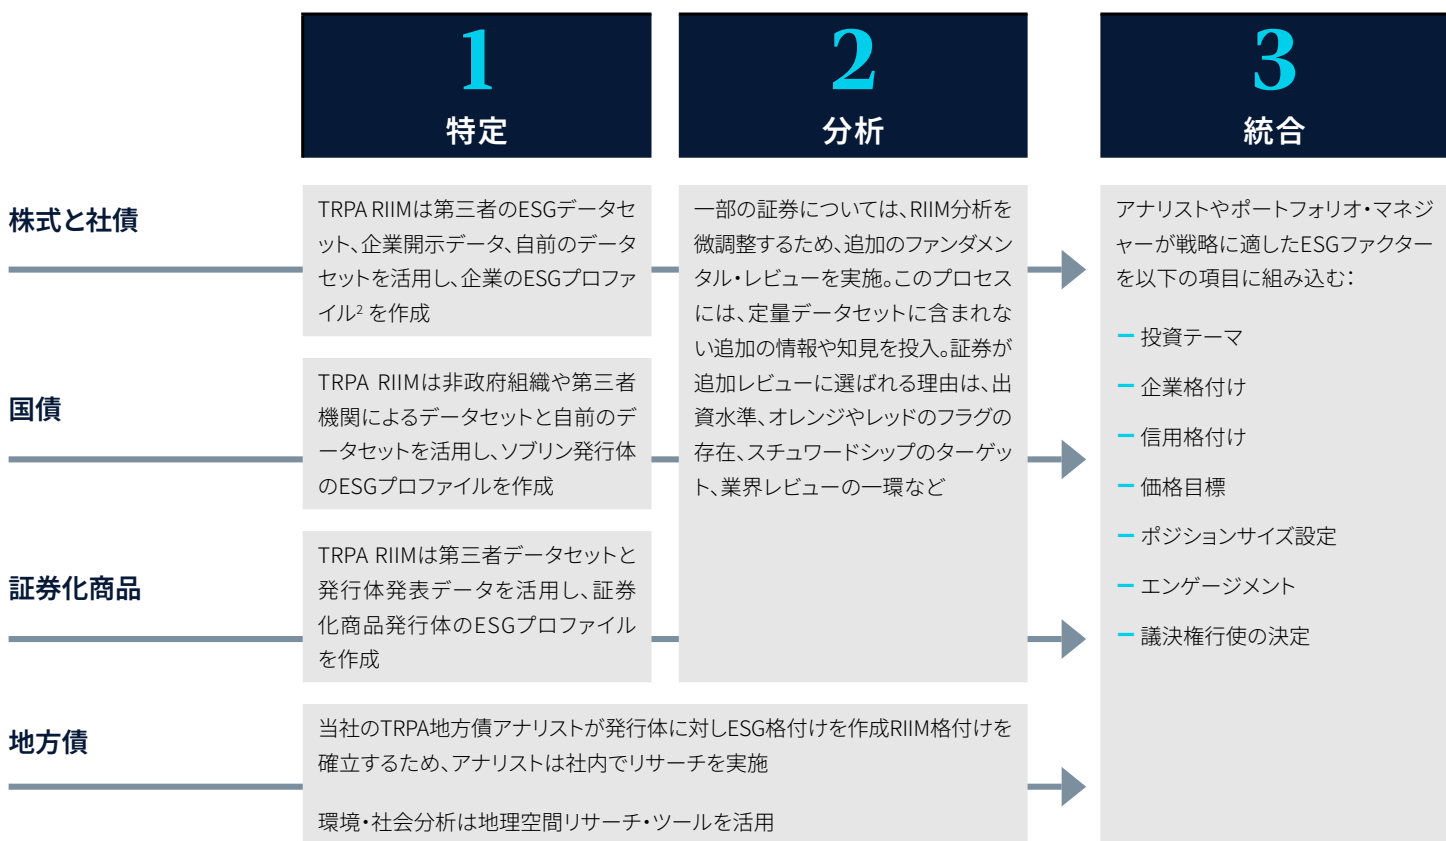 1
特定
2
分析
3
統合
株式と社債
TRPA RIIMは第三者のESGデータセ
ット、企業開示データ、自前のデータ
セットを活用し、企業のESGプロファ
イル² を作成
国債
TRPA RIIMは非政府組織や第三者
機関によるデータセットと自前のデ
ータセットを活用し、ソブリン発行体
のESGプロファイルを作成
証券化商品
TRPA RIIMは第三者データセットと
発行体発表データを活用し、証券
化商品発行体のESGプロファイル
を作成
一部の証券については、RIIM分析を
微調整するため、追加のファンダメン
タル・レビューを実施。このプロセス
には、定量データセットに含まれな
い追加の情報や知見を投入。証券が
追加レビューに選ばれる理由は、出
資水準、オレンジやレッドのフラグの
存在、スチュワードシップのターゲッ
ト、業界レビューの一環など
地方債
当社のTRPA地方債アナリストが発行体に対しESG格付けを作成RIIM格付けを
確立するため、アナリストは社内でリサーチを実施
環境・社会分析は地理空間リサーチ・ツールを活用
アナリストやポートフォリオ・マネジ
ャーが戦略に適したESGファクター
を以下の項目に組み込む：
ー 投資テーマ
ー 企業格付け
ー 信用格付け
ー 価格目標
ー ポジションサイズ設定
ー エンゲージメント
ー 議決権行使の決定